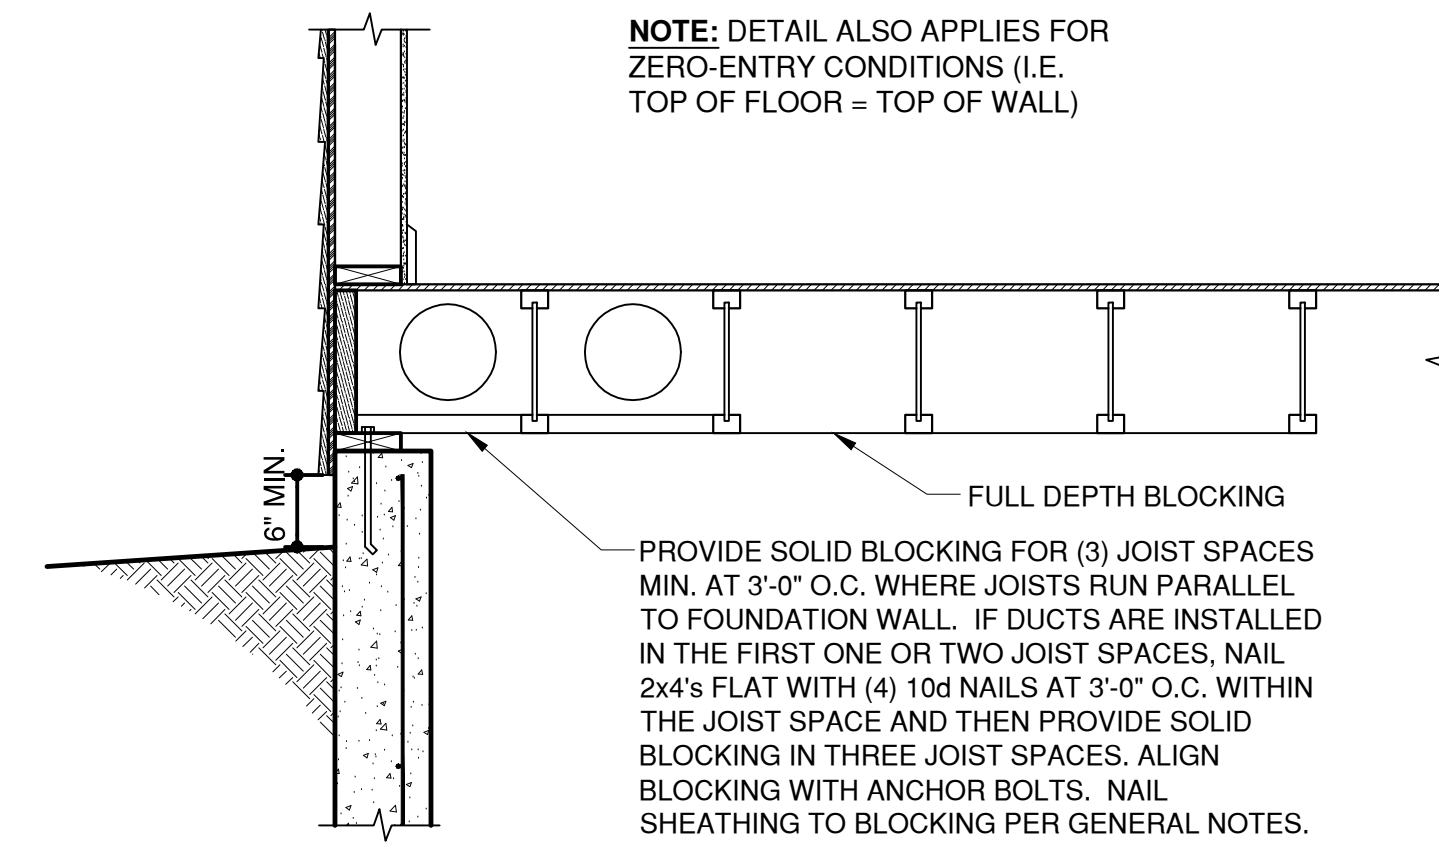 NOTE: DETAIL ALSO APPLIES FOR
ZERO-ENTRY CONDITIONS (I.E.
TOP OF FLOOR = TOP OF WALL)
6" MIN.
FULL DEPTH BLOCKING
PROVIDE SOLID BLOCKING FOR (3) JOIST SPACES
MIN. AT 3'-0" O.C. WHERE JOISTS RUN PARALLEL
TO FOUNDATION WALL. IF DUCTS ARE INSTALLED
IN THE FIRST ONE OR TWO JOIST SPACES, NAIL
2x4's FLAT WITH (4) 10d NAILS AT 3'-0" O.C. WITHIN
THE JOIST SPACE AND THEN PROVIDE SOLID
BLOCKING IN THREE JOIST SPACES. ALIGN
BLOCKING WITH ANCHOR BOLTS. NAIL
SHEATHING TO BLOCKING PER GENERAL NOTES.